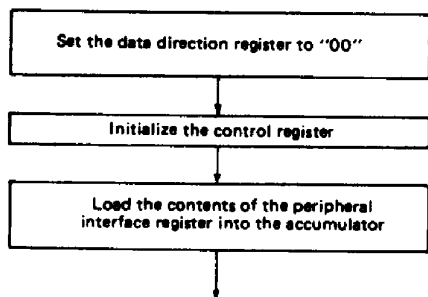 Set the data direction register to "00"
Initialize the control register
Load the contents of the peripheral
interface register into the accumulator